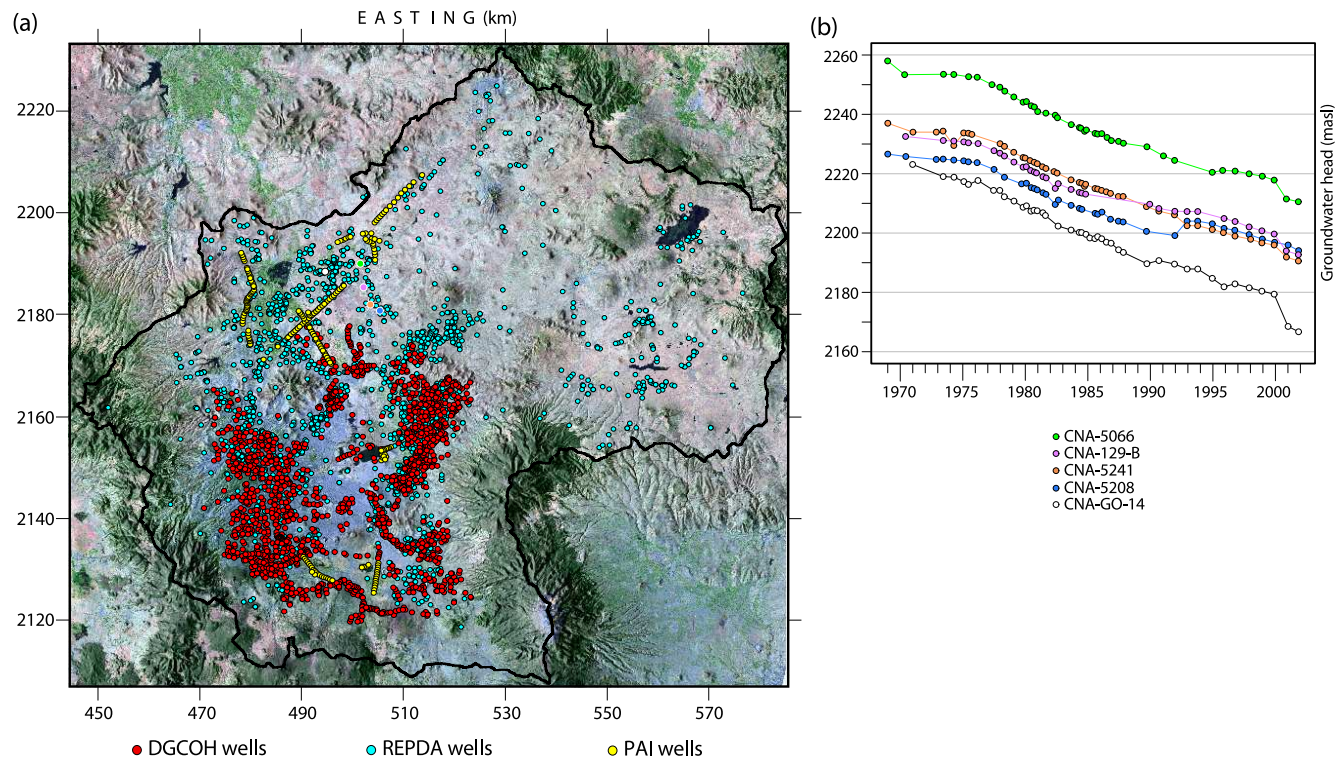 (a)
E A S T I N G (km)
2220
2200
2180
2160
2140
2120
450 470 490 510 530 550 570
DGCOH wells REPDA wells PAI wells
(b)
2260
2240
2220
2200
2180
2160
Groundwater head (masl)
1970 1975 1980 1985 1990 1995 2000
CNA-5066
CNA-129-B
CNA-5241
CNA-5208
CNA-GO-14